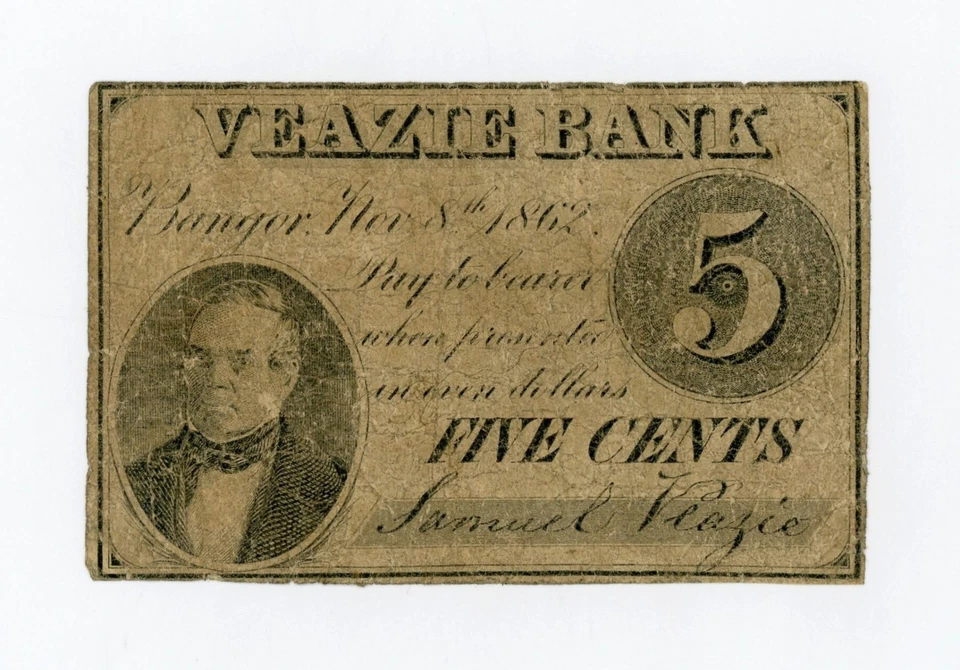 VEAZIE BANK
Bangor, Nov. 8th 1862.
5
Pay to bearer
when presented
in even dollars
FIVE CENTS
Samuel Veazie